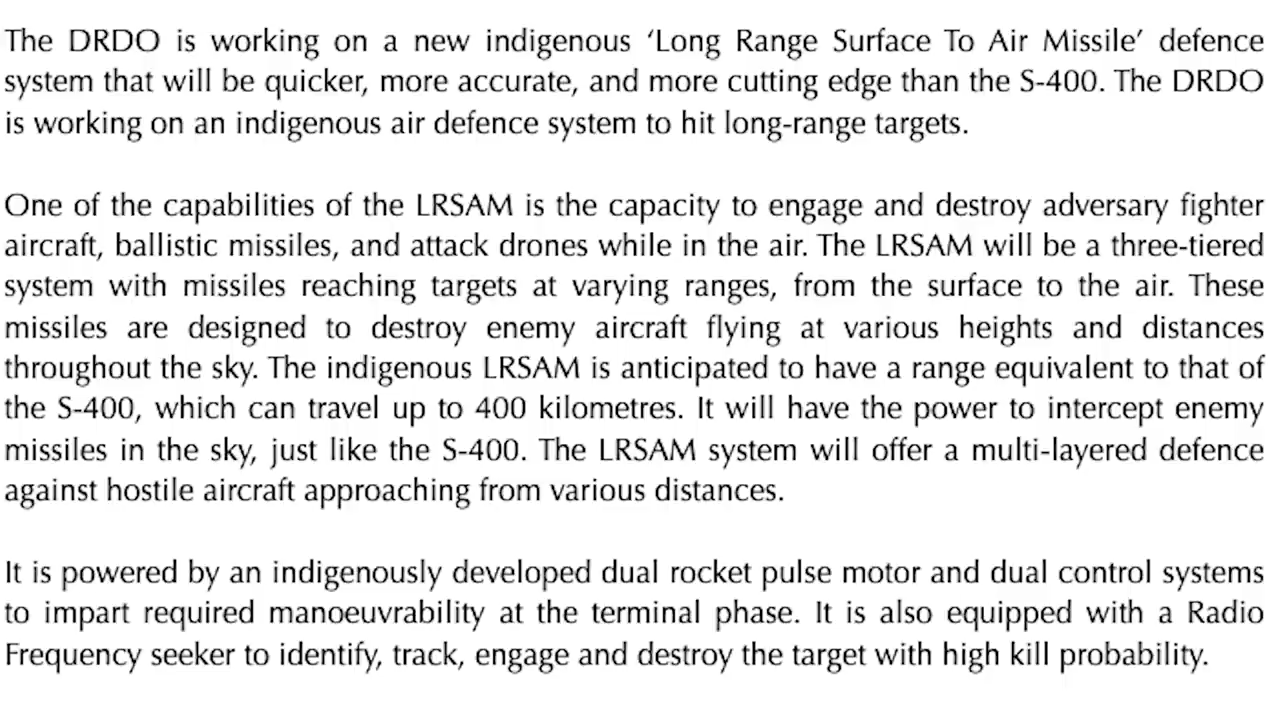 The DRDO is working on a new indigenous ‘Long Range Surface To Air Missile’ defence
system that will be quicker, more accurate, and more cutting edge than the S-400. The DRDO
is working on an indigenous air defence system to hit long-range targets.
One of the capabilities of the LRSAM is the capacity to engage and destroy adversary fighter
aircraft, ballistic missiles, and attack drones while in the air. The LRSAM will be a three-tiered
system with missiles reaching targets at varying ranges, from the surface to the air. These
missiles are designed to destroy enemy aircraft flying at various heights and distances
throughout the sky. The indigenous LRSAM is anticipated to have a range equivalent to that of
the S-400, which can travel up to 400 kilometres. It will have the power to intercept enemy
missiles in the sky, just like the S-400. The LRSAM system will offer a multi-layered defence
against hostile aircraft approaching from various distances.
It is powered by an indigenously developed dual rocket pulse motor and dual control systems
to impart required manoeuvrability at the terminal phase. It is also equipped with a Radio
Frequency seeker to identify, track, engage and destroy the target with high kill probability.